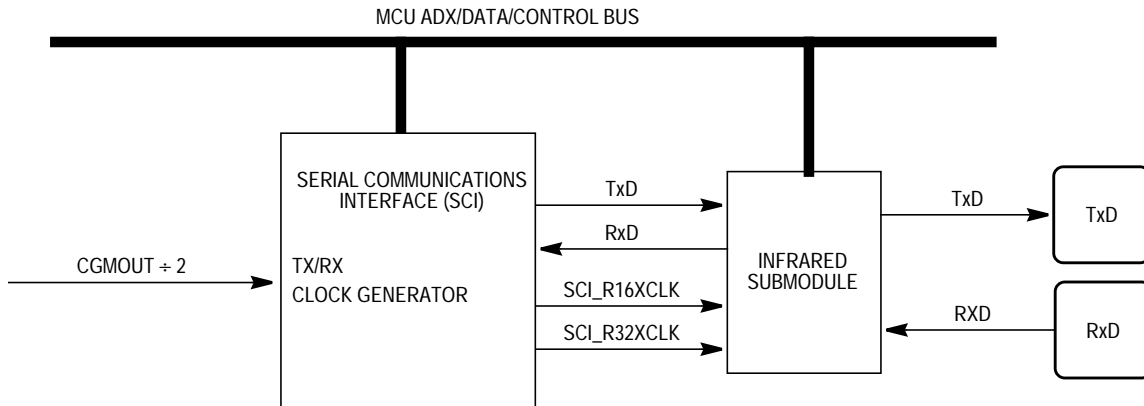 MCU ADX/DATA/CONTROL BUS
SERIAL COMMUNICATIONS
INTERFACE (SCI)
TX/RX
CLOCK GENERATOR
CGMOUT ÷ 2
TxD
RxD
SCI_R16XCLK
SCI_R32XCLK
INFRARED
SUBMODULE
TxD
RXD
TxD
RxD